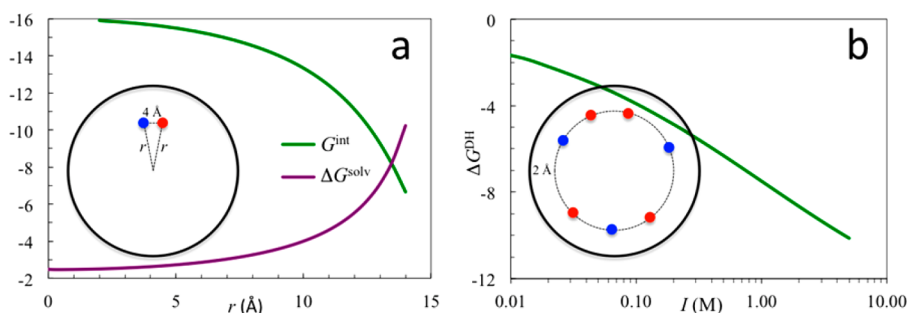 a
-16
-14
-12
-10
-8
-6
-4
-2
4 Å
r r
G^int
ΔG^solv
0 5 10 15
r (Å)
b
0
-4
-8
-12
ΔG^DH
2 Å
0.01 0.10 1.00 10.00
I (M)